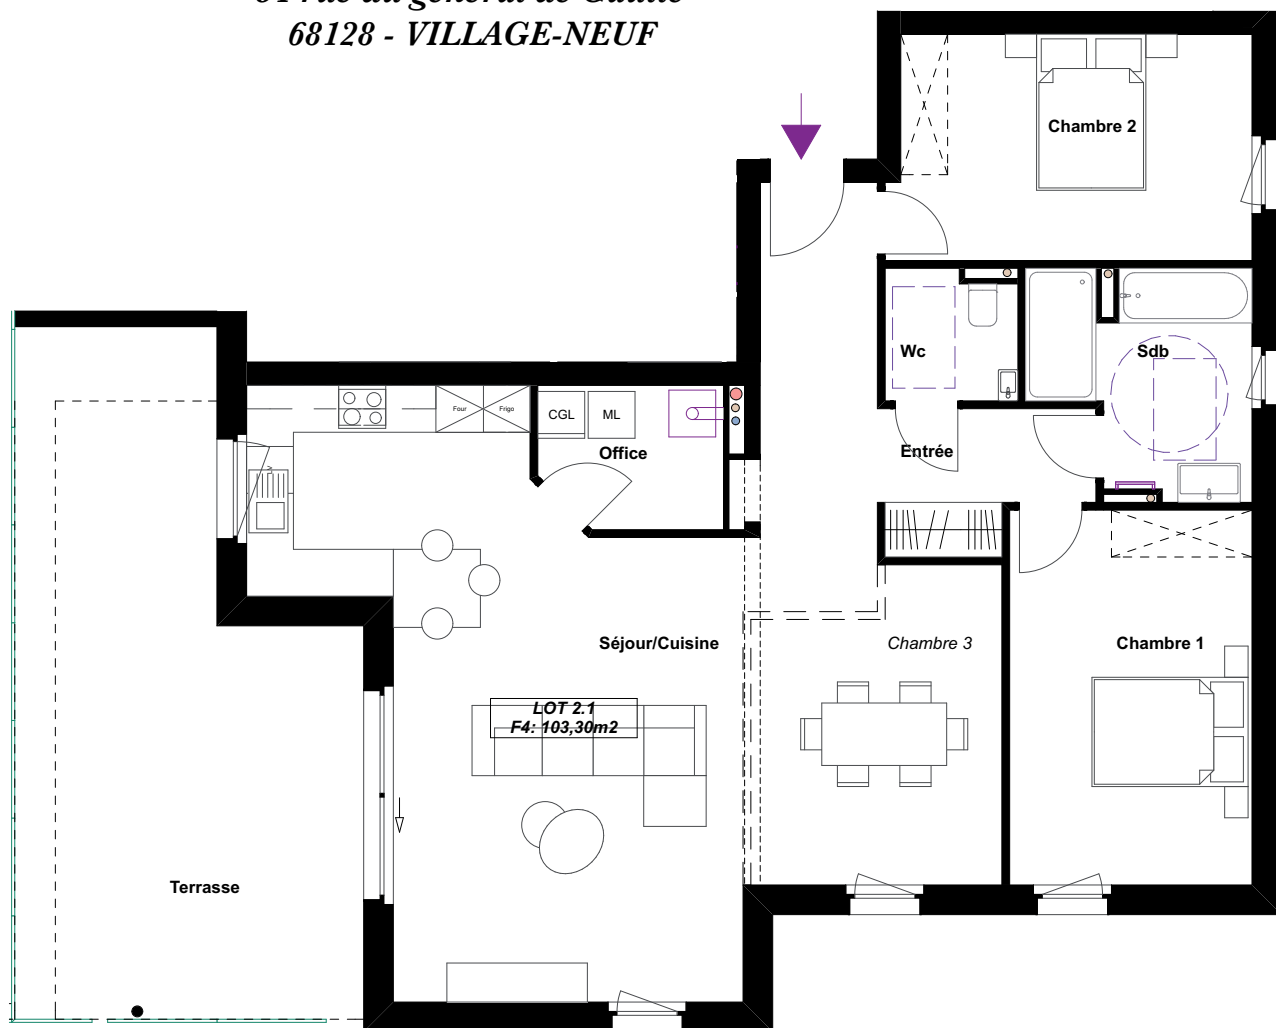 68128 - VILLAGE-NEUF
Chambre 2
Wc
Sdb
Four
Frigo
CGL
ML
Office
Entrée
Séjour/Cuisine
Chambre 3
Chambre 1
LOT 2.1
F4: 103,30m2
Terrasse